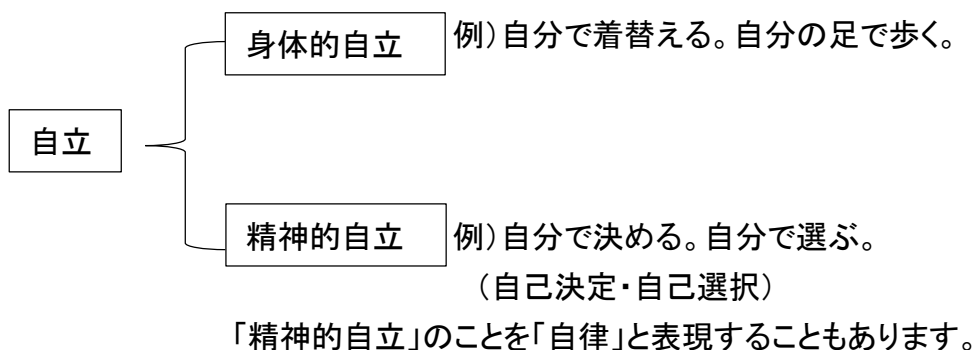 身体的自立 例）自分で着替える。自分の足で歩く。
自立
精神的自立 例）自分で決める。自分で選ぶ。
（自己決定・自己選択）
「精神的自立」のことを「自律」と表現することもあります。